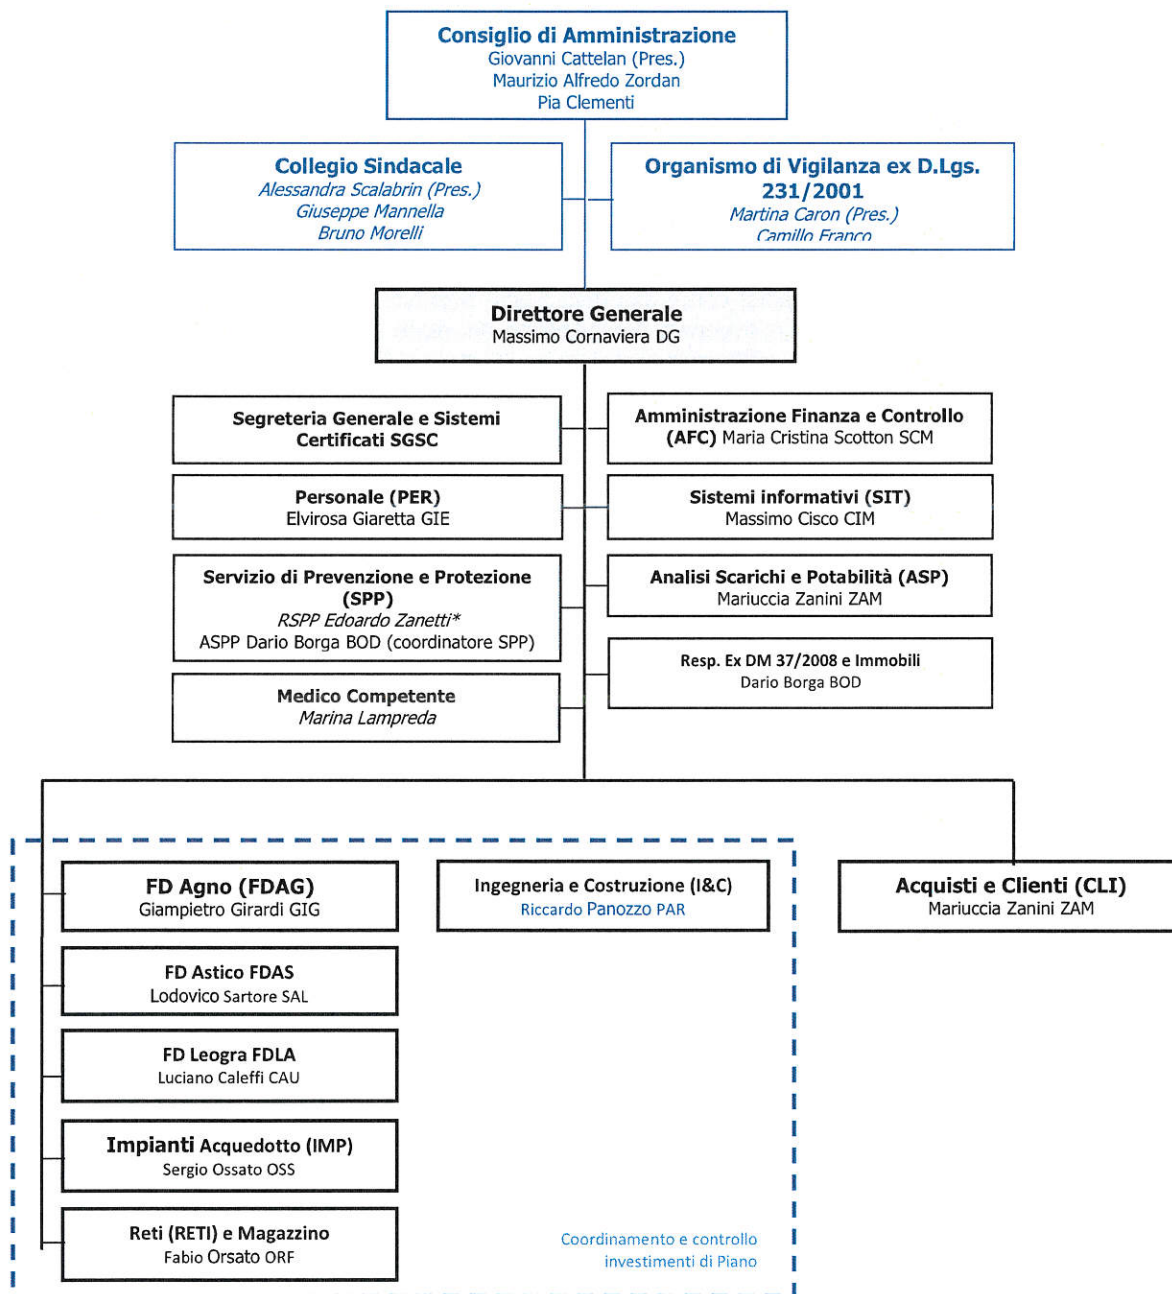 Consiglio di Amministrazione
Giovanni Cattelan (Pres.)
Maurizio Alfredo Zordan
Pia Clementi
Collegio Sindacale
Alessandra Scalabrin (Pres.)
Giuseppe Mannella
Bruno Morelli
Organismo di Vigilanza ex D.Lgs.
231/2001
Martina Caron (Pres.)
Camillo Franco
Direttore Generale
Massimo Cornaviera DG
Segreteria Generale e Sistemi
Certificati SGSC
Amministrazione Finanza e Controllo
(AFC) Maria Cristina Scotton SCM
Personale (PER)
Elvirosa Giaretta GIE
Sistemi informativi (SIT)
Massimo Cisco CIM
Servizio di Prevenzione e Protezione
(SPP)
RSPP Edoardo Zanetti*
ASPP Dario Borga BOD (coordinatore SPP)
Analisi Scarichi e Potabilità (ASP)
Mariuccia Zanini ZAM
Resp. Ex DM 37/2008 e Immobili
Dario Borga BOD
Medico Competente
Marina Lampreda
FD Agno (FDAG)
Giampietro Girardi GIG
Ingegneria e Costruzione (I&C)
Riccardo Panozzo PAR
Acquisti e Clienti (CLI)
Mariuccia Zanini ZAM
FD Astico FDAS
Lodovico Sartore SAL
FD Leogra FDLA
Luciano Caleffi CAU
Impianti Acquedotto (IMP)
Sergio Ossato OSS
Reti (RETI) e Magazzino
Fabio Orsato ORF
Coordinamento e controllo
investimenti di Piano